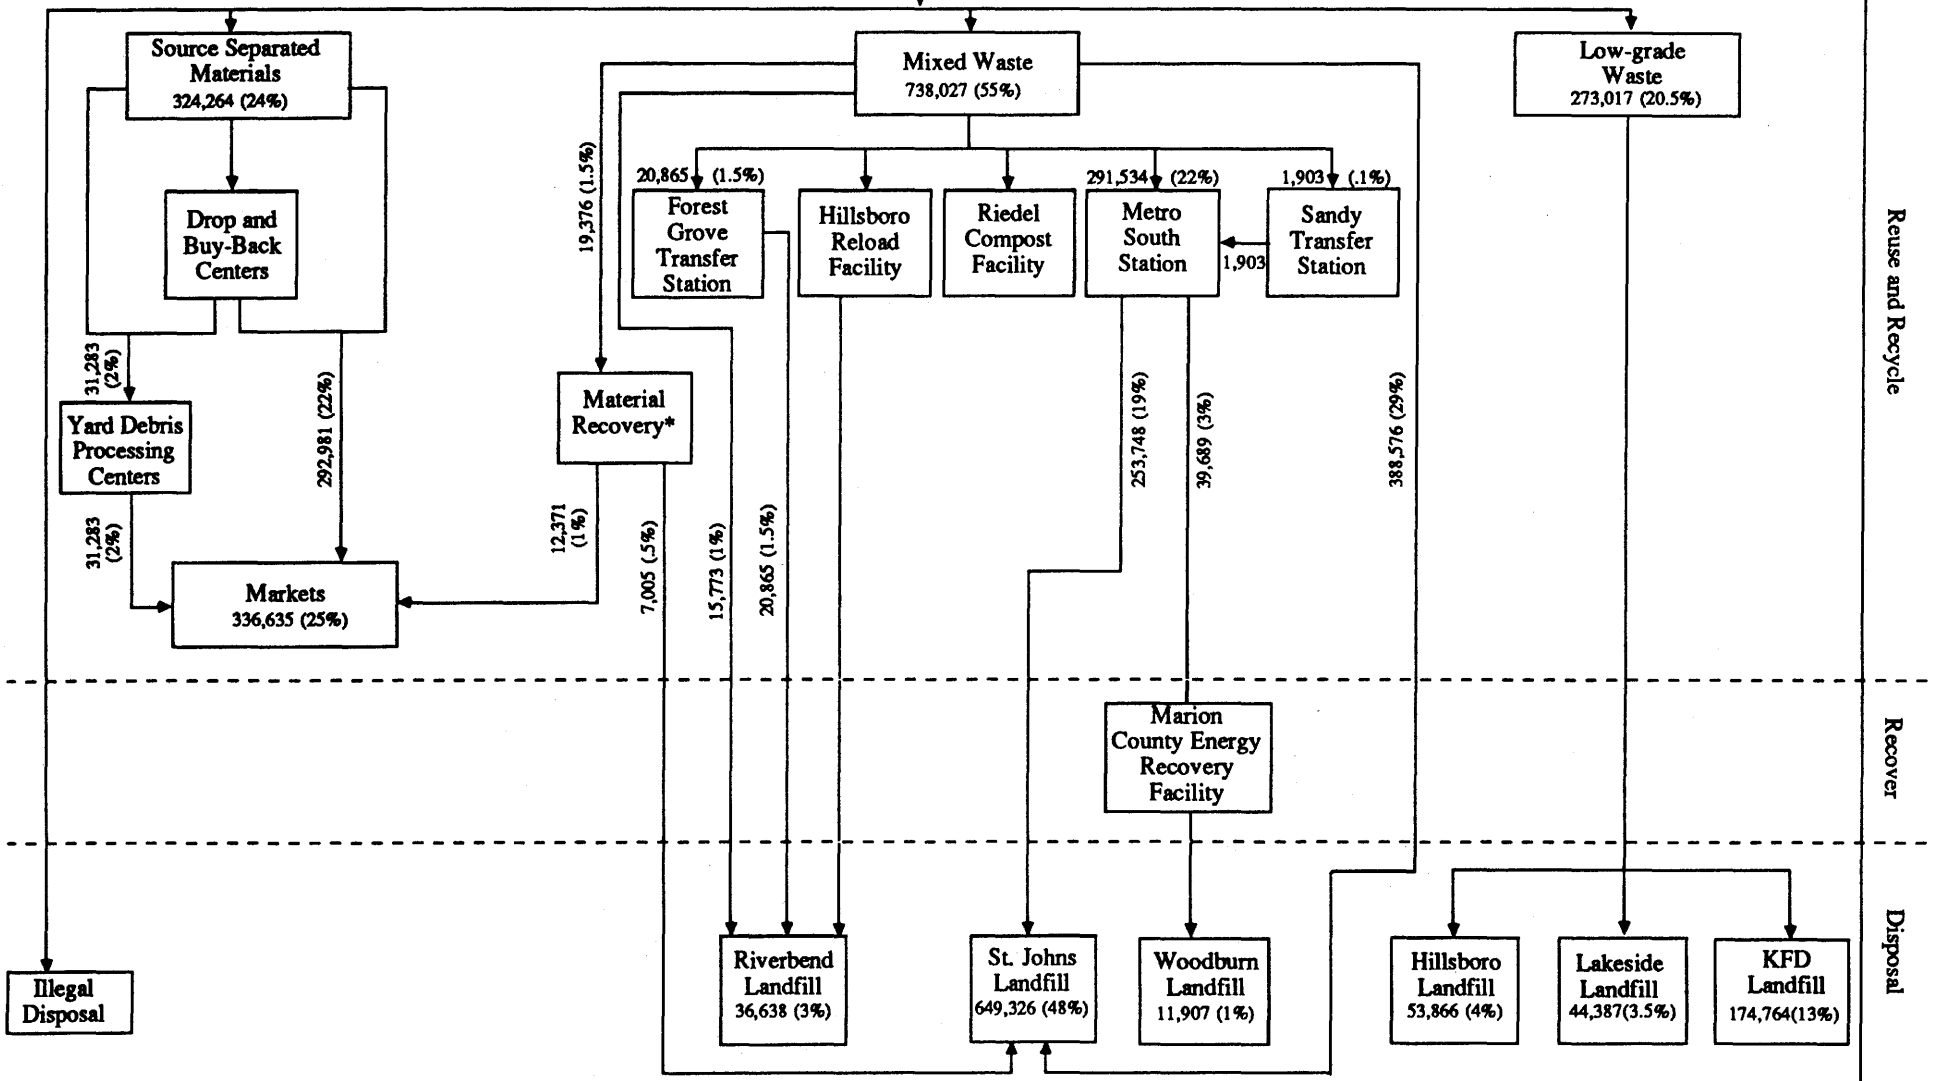 Source Separated
Materials
324,264 (24%)
Mixed Waste
738,027 (55%)
Low-grade
Waste
273,017 (20.5%)
19,376 (1.5%)
20,865 (1.5%)
291,534 (22%)
1,903 (.1%)
Drop and
Buy-Back
Centers
Forest
Grove
Transfer
Station
Hillsboro
Reload
Facility
Riedel
Compost
Facility
Metro
South
Station
1,903
Sandy
Transfer
Station
Reuse and Recycle
31,283
(2%)
292,981 (22%)
Yard Debris
Processing
Centers
Material
Recovery*
253,748 (19%)
39,689 (3%)
388,576 (29%)
31,283
(2%)
12,371
(1%)
7,005 (.5%)
15,773 (1%)
20,865 (1.5%)
Markets
336,635 (25%)
Marion
County Energy
Recovery
Facility
Recover
Illegal
Disposal
Riverbend
Landfill
36,638 (3%)
St. Johns
Landfill
649,326 (48%)
Woodburn
Landfill
11,907 (1%)
Hillsboro
Landfill
53,866 (4%)
Lakeside
Landfill
44,387(3.5%)
KFD
Landfill
174,764(13%)
Disposal